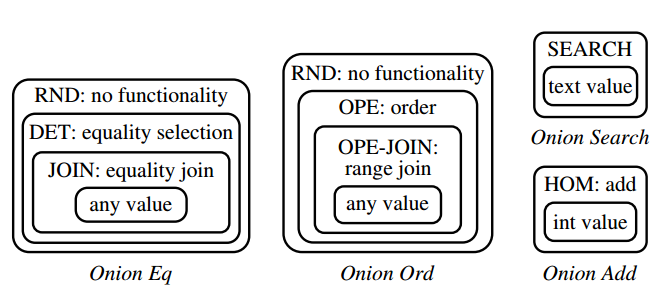 RND: no functionality
DET: equality selection
JOIN: equality join
any value
Onion Eq
RND: no functionality
OPE: order
OPE-JOIN:
range join
any value
Onion Ord
SEARCH
text value
Onion Search
HOM: add
int value
Onion Add